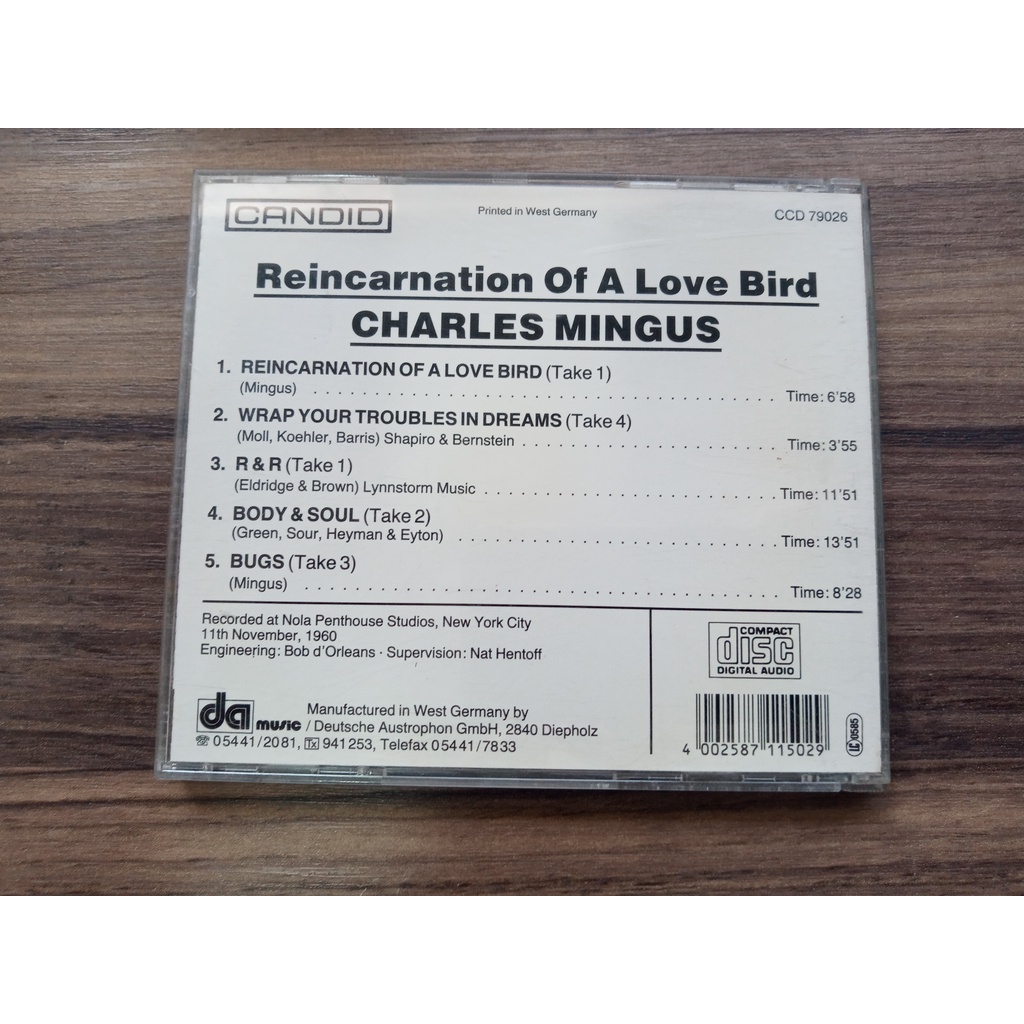 CANDID
Printed in West Germany
CCD 79026
Reincarnation Of A Love Bird
CHARLES MINGUS
1. REINCARNATION OF A LOVE BIRD (Take 1)
(Mingus) . . . . . . . . . . . . . . . . . . . . . . . . . . . . . . Time: 6'58
2. WRAP YOUR TROUBLES IN DREAMS (Take 4)
(Moll, Koehler, Barris) Shapiro & Bernstein . . . . . . . . . . . . . . . . Time: 3'55
3. R & R (Take 1)
(Eldridge & Brown) Lynnstorm Music . . . . . . . . . . . . . . . . . . . Time: 11'51
4. BODY & SOUL (Take 2)
(Green, Sour, Heyman & Eyton) . . . . . . . . . . . . . . . . . . . . . Time: 13'51
5. BUGS (Take 3)
(Mingus) . . . . . . . . . . . . . . . . . . . . . . . . . . . . . . Time: 8'28
Recorded at Nola Penthouse Studios, New York City
11th November, 1960
Engineering: Bob d'Orleans · Supervision: Nat Hentoff
COMPACT
disc
DIGITAL AUDIO
da music
Manufactured in West Germany by
/ Deutsche Austrophon GmbH, 2840 Diepholz
☎ 05441/2081, Tx 941253, Telefax 05441/7833
4 002587 115029
LC 0585